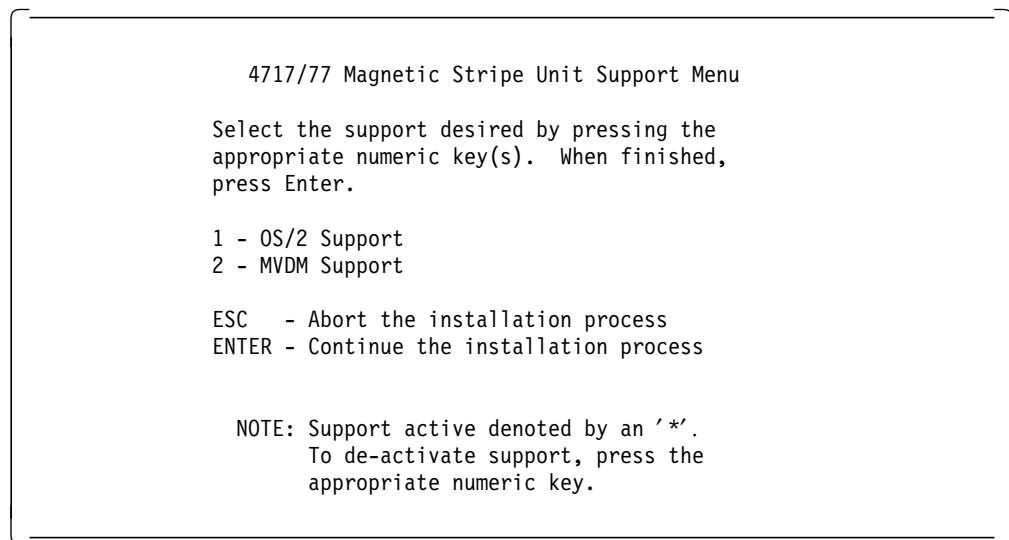 4717/77 Magnetic Stripe Unit Support Menu
Select the support desired by pressing the
appropriate numeric key(s).  When finished,
press Enter.
1 - OS/2 Support
2 - MVDM Support
ESC   - Abort the installation process
ENTER - Continue the installation process
NOTE: Support active denoted by an ′*′.
To de-activate support, press the
appropriate numeric key.